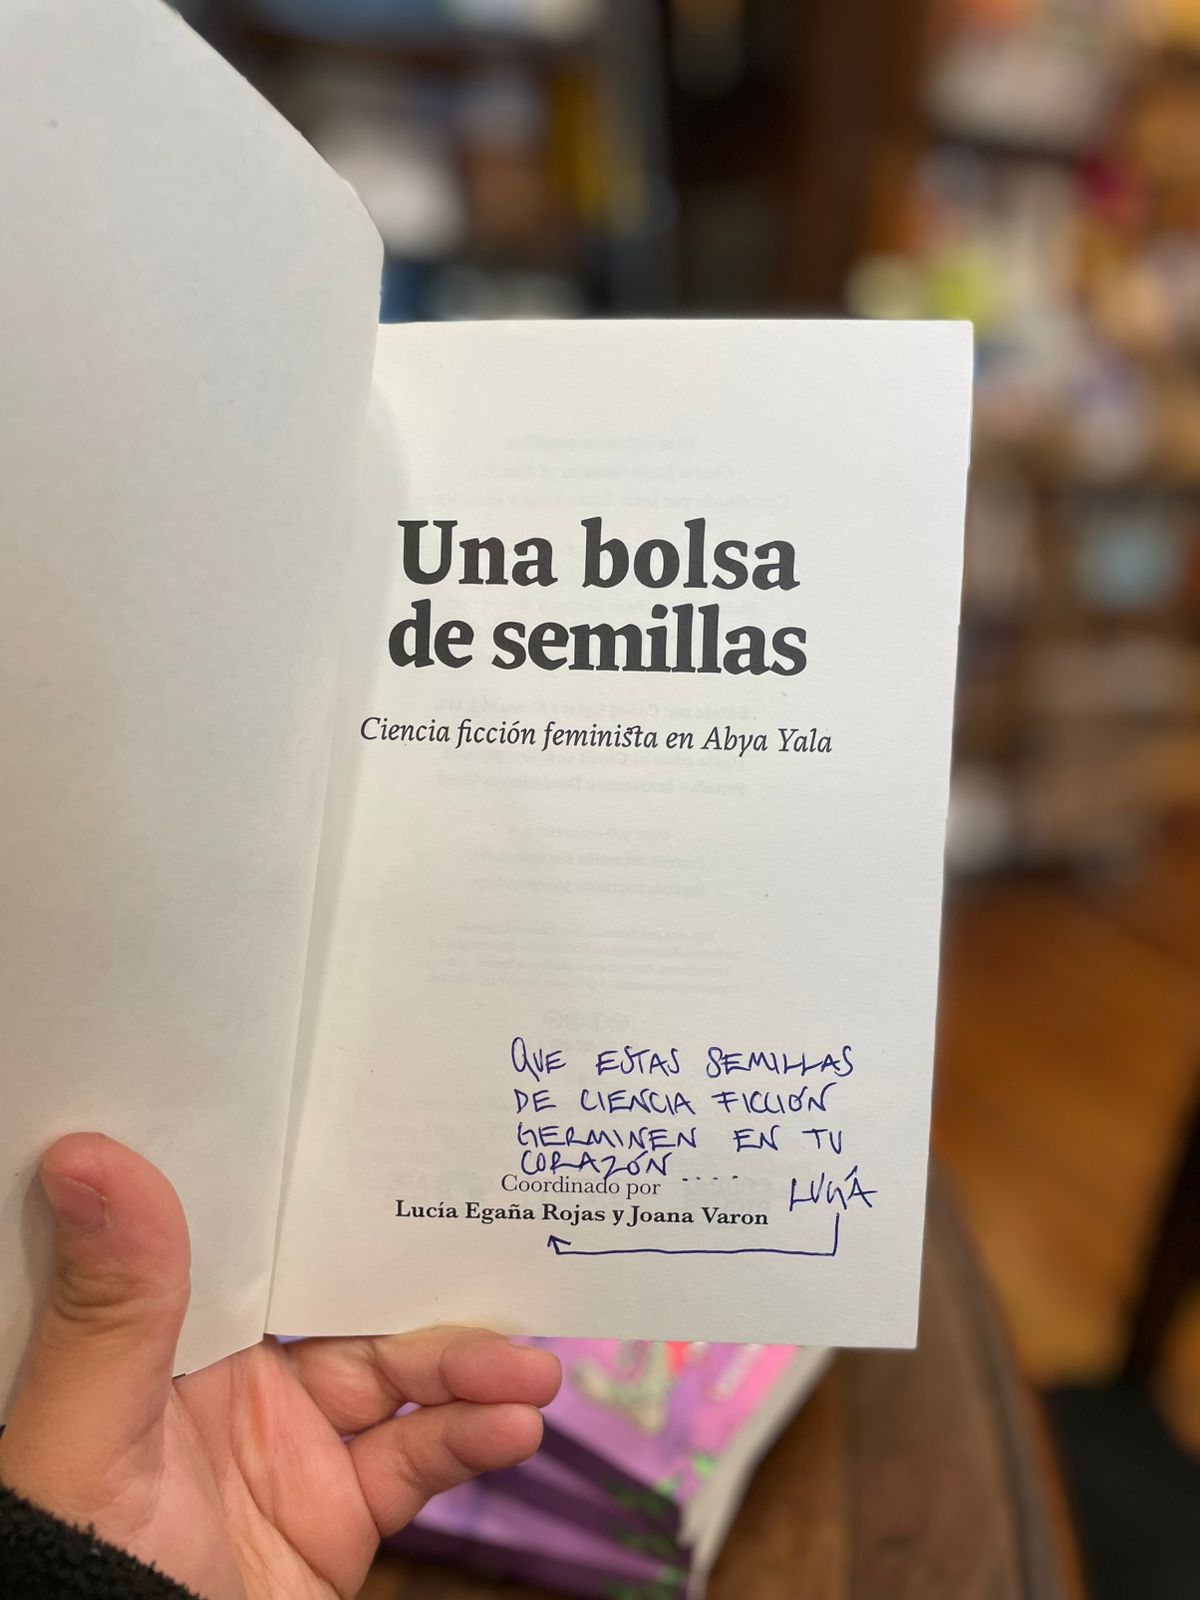 Una bolsa
de semillas
Ciencia ficción feminista en Abya Yala
QUE ESTAS SEMILLAS
DE CIENCIA FICCIÓN
GERMINEN EN TU
CORAZÓN ....
Coordinado por
LUCÍA
Lucía Egaña Rojas y Joana Varon